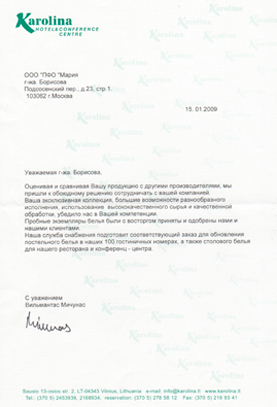 Karolina
HOTEL&CONFERENCE
CENTRE
ООО "ПФО "Мария
г-жа. Борисова
Подсосенский пер., д.23, стр.1.
103062 г.Москва
15. 01.2009
Уважаемая г-жа. Борисова.
Оценивая и сравнивая Вашу продукцию с другими производителями, мы
пришли к обоюдному решению сотрудничать с вашей компанией.
Ваша эксклюзивная коллекция, большие возможности разнообразного
исполнения, использование высококачественного сырья и качественной
обработки, убедило нас в Вашей компетенции.
Пробные экземпляры белья были с восторгом приняты и одобрены нами и
нашими клиентами.
Наша служба снабжения подготовит соответствующий заказ для обновления
постельного белья в наших 100 гостиничных номерах, а также столового белья
для нашего ресторана и конференц - центра.
С уважением
Вильмантас Мичунас
Sausio 13-osios str. 2, LT-04343 Vilnius, Lithuania e-mail: info@karolina.lt www.karolina.lt
Tel.: (370 5) 2453939, 2168934, reservation: (370 5) 278 58 12 Fax: (370 5) 216 93 41